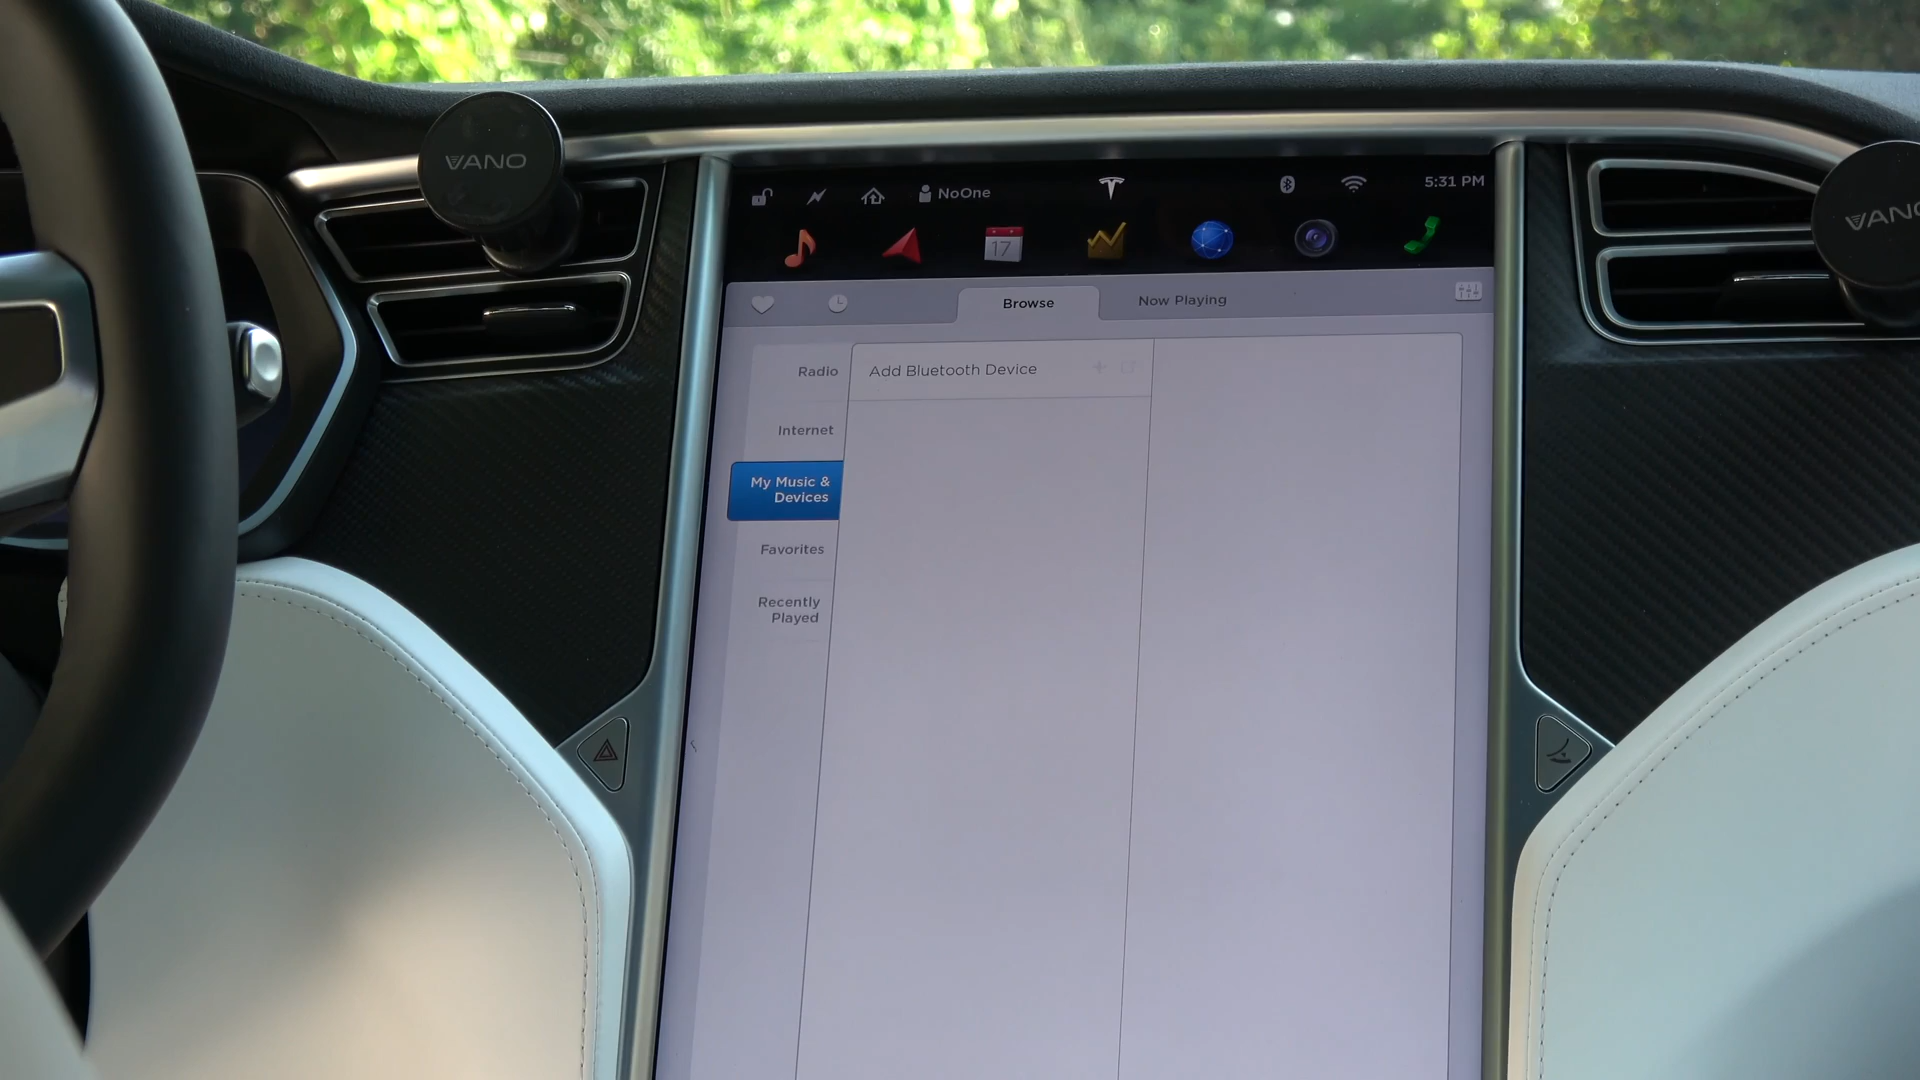 VANO
VANO
NoOne
5:31 PM
17
Browse
Now Playing
Radio
Add Bluetooth Device
Internet
My Music &
Devices
Favorites
Recently
Played